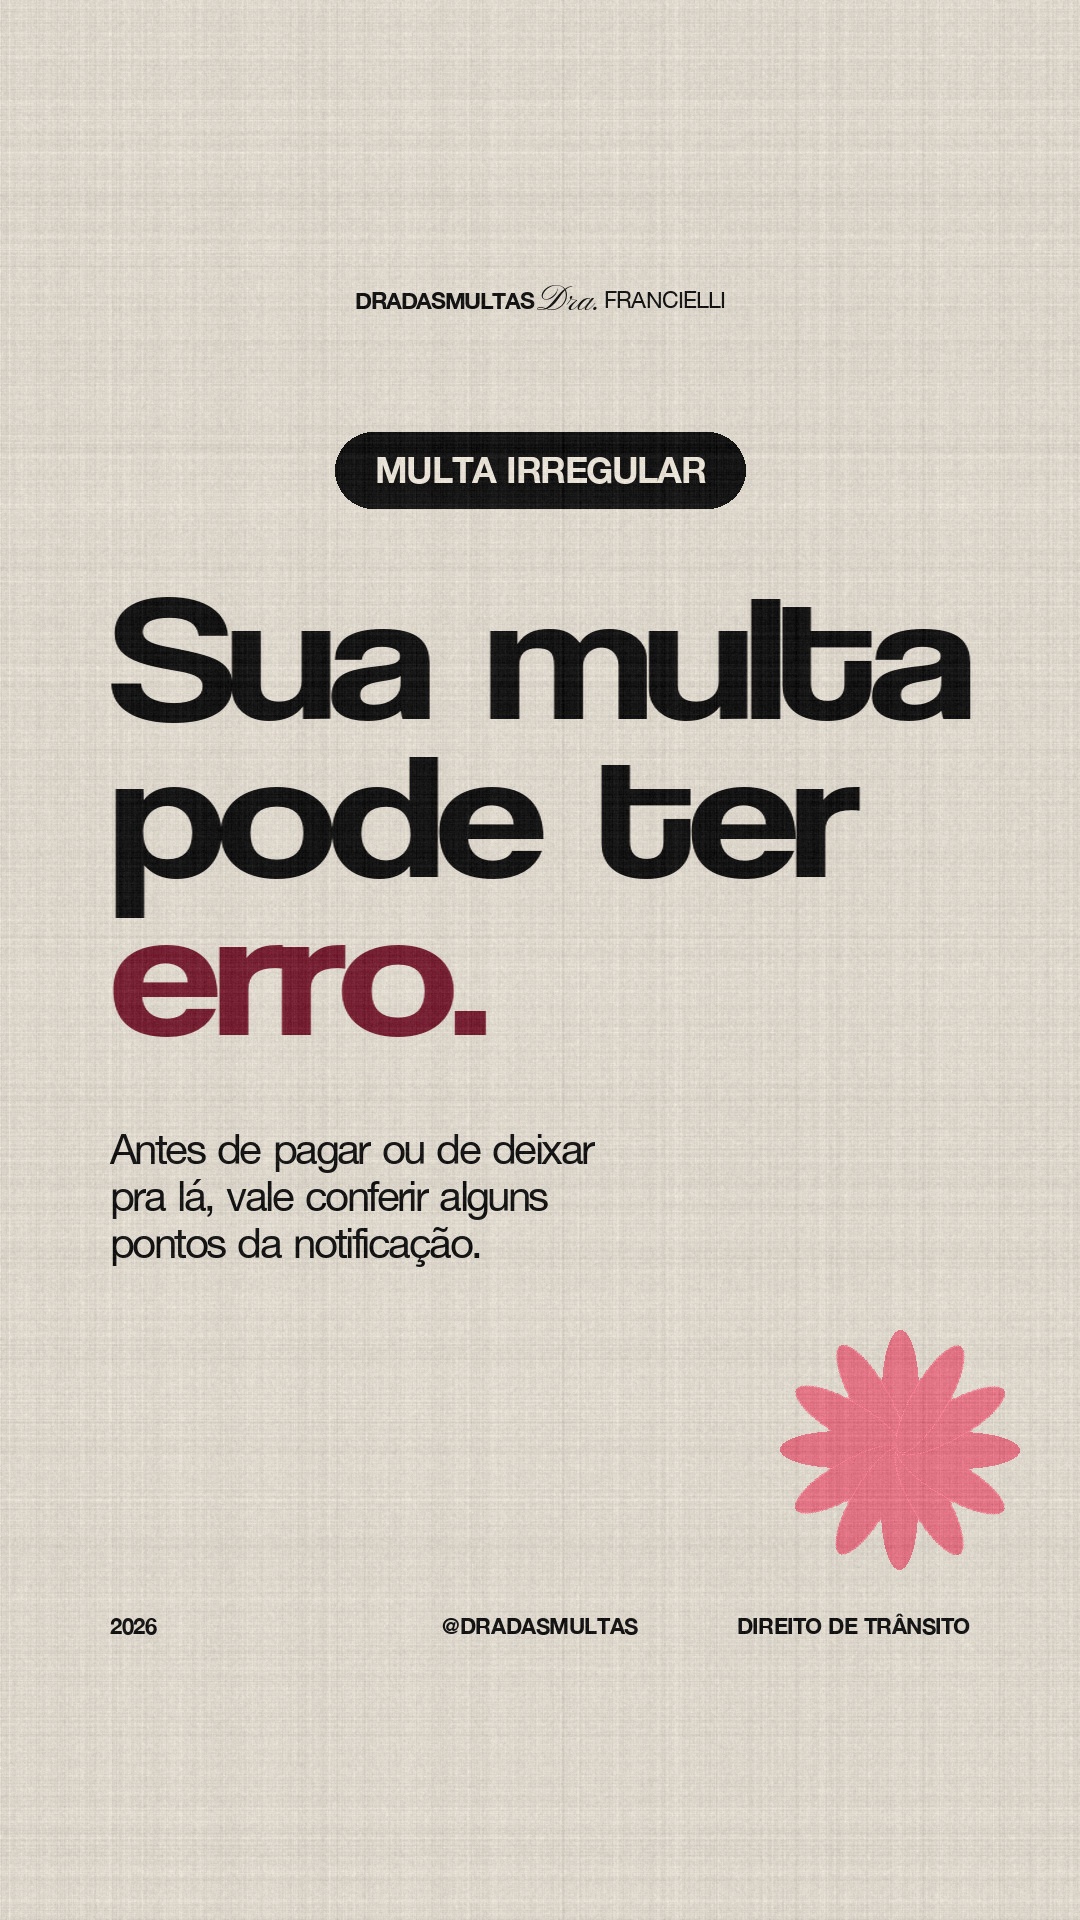 DRADASMULTAS Dra. FRANCIELLI
MULTA IRREGULAR
Sua multa
pode ter
erro.
Antes de pagar ou de deixar
pra lá, vale conferir alguns
pontos da notificação.
2026 @DRADASMULTAS DIREITO DE TRÂNSITO